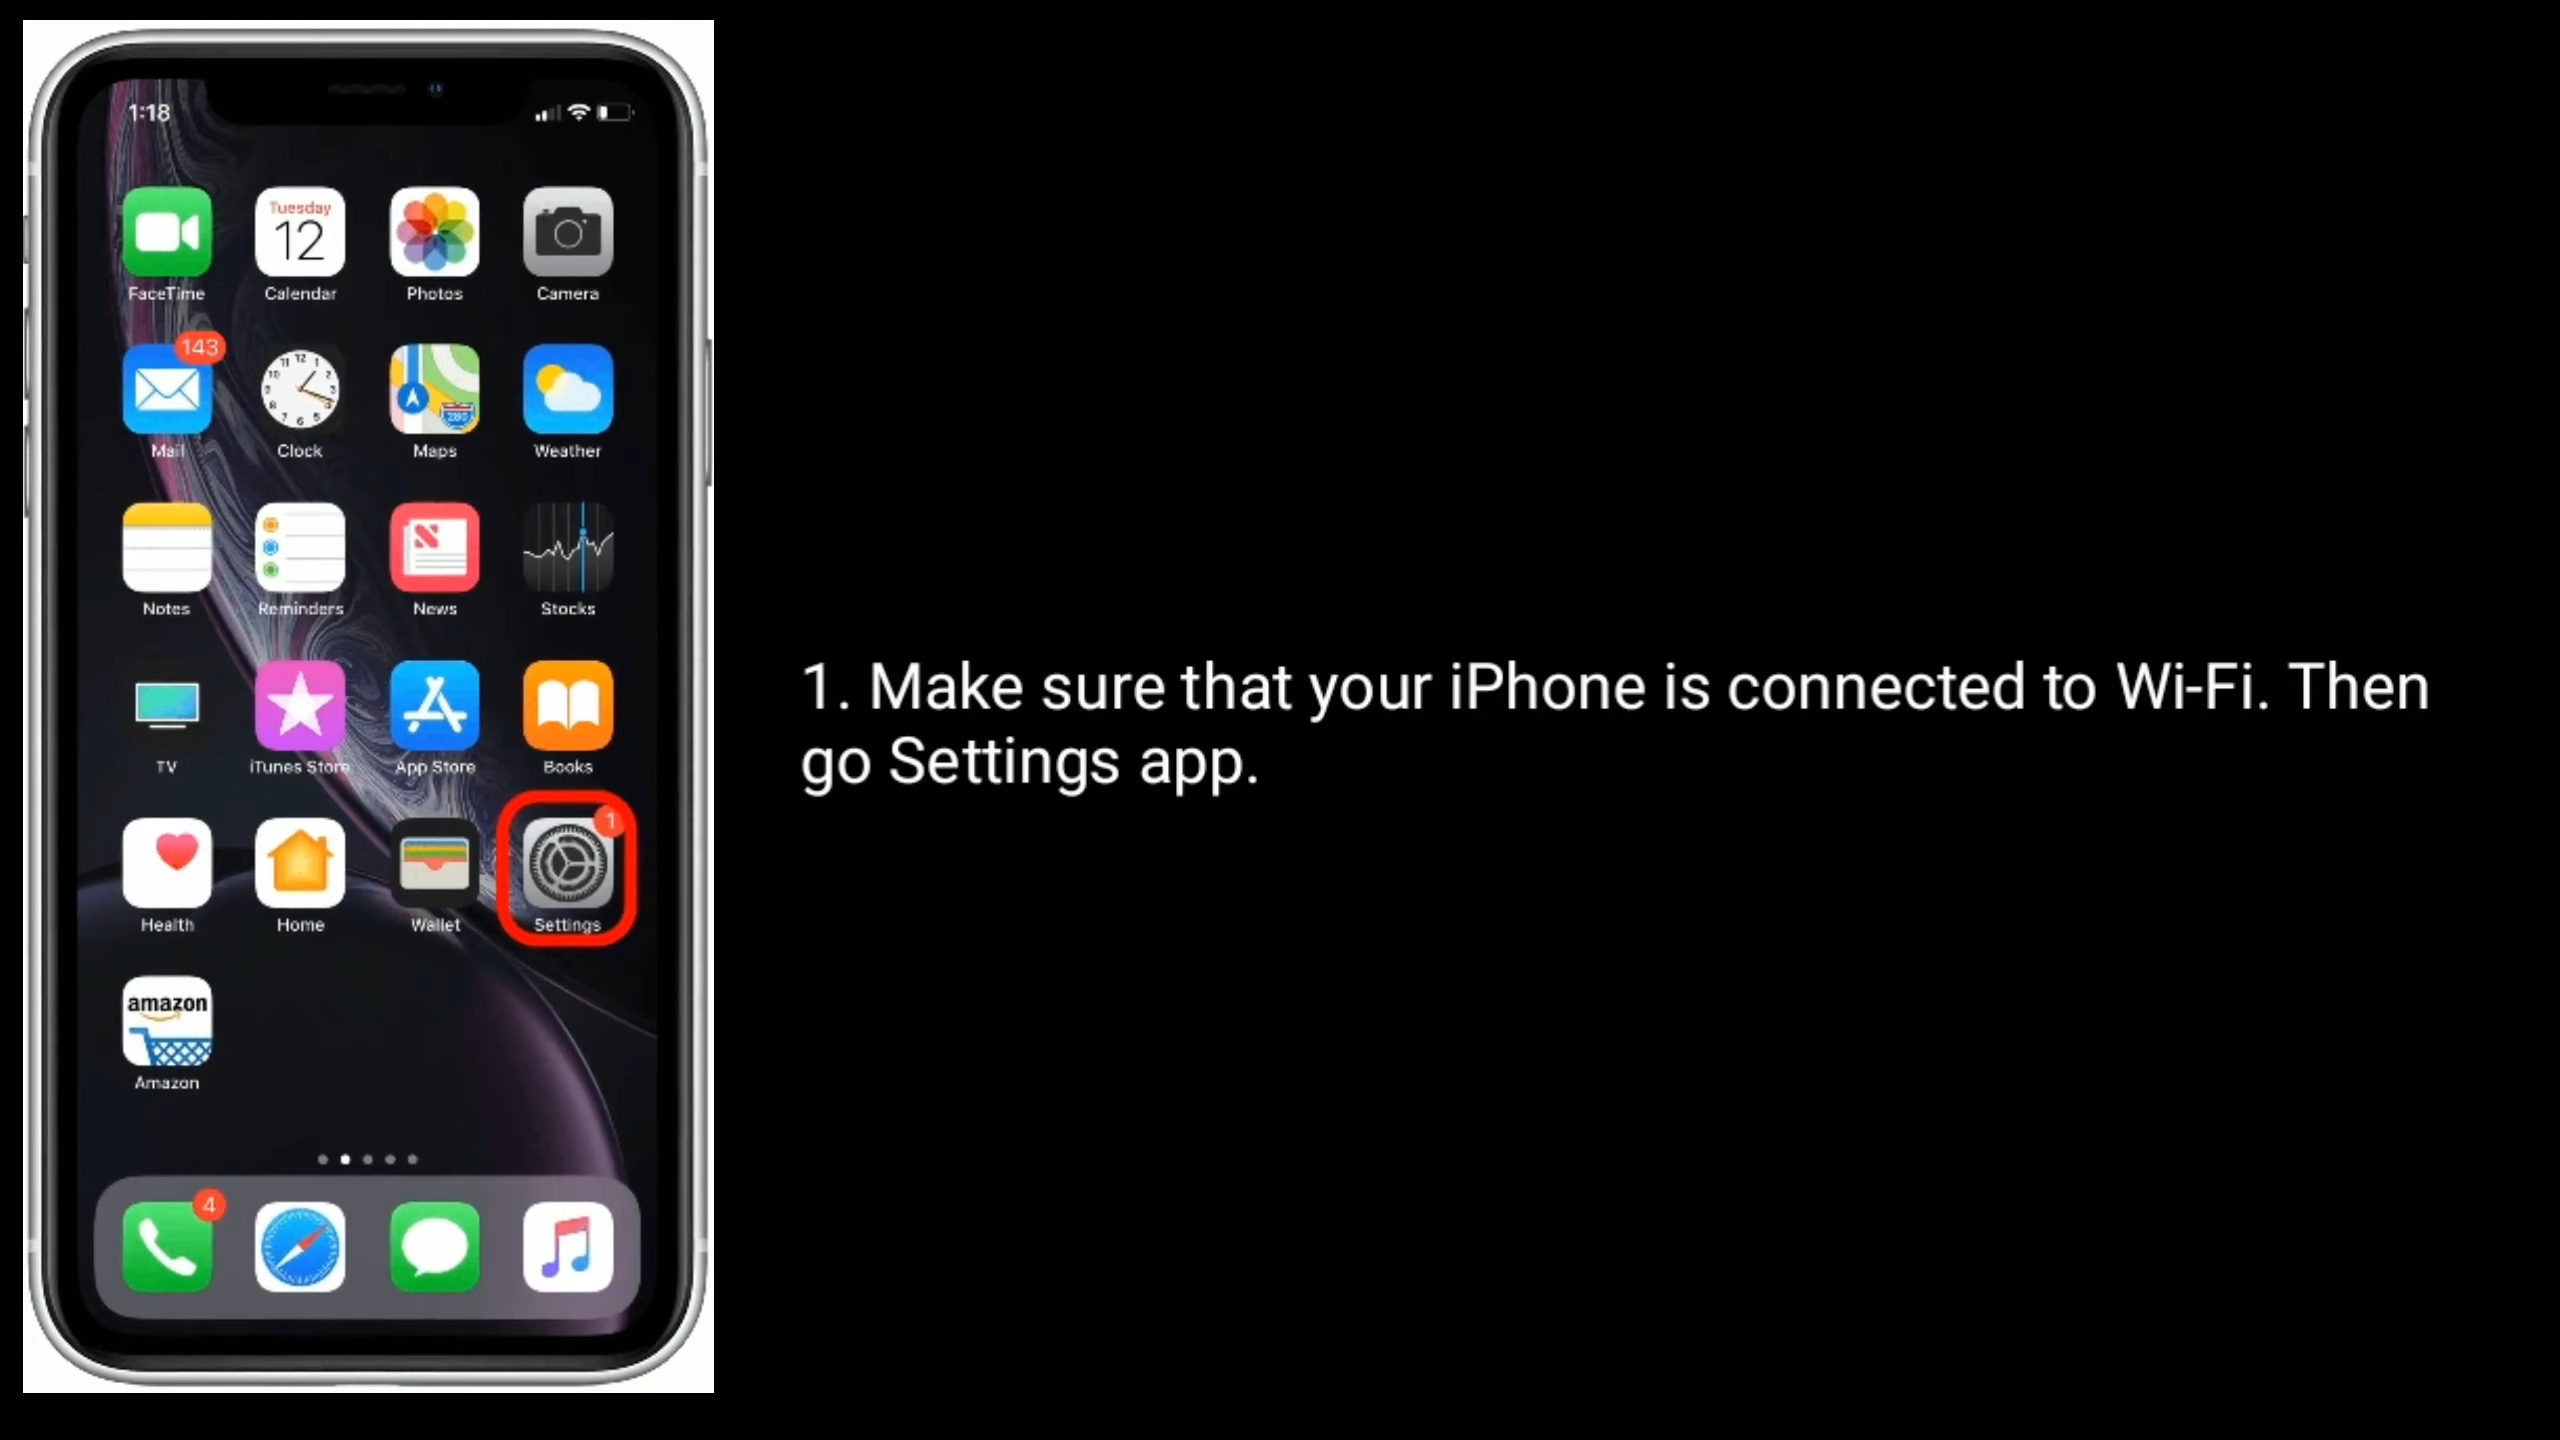 1:18
Tuesday
12
FaceTime
Calendar
Photos
Camera
143
Mail
Clock
Maps
Weather
Notes
Reminders
News
Stocks
TV
iTunes Store
App Store
Books
1
Health
Home
Wallet
Settings
amazon
Amazon
4
1. Make sure that your iPhone is connected to Wi-Fi. Then
go Settings app.